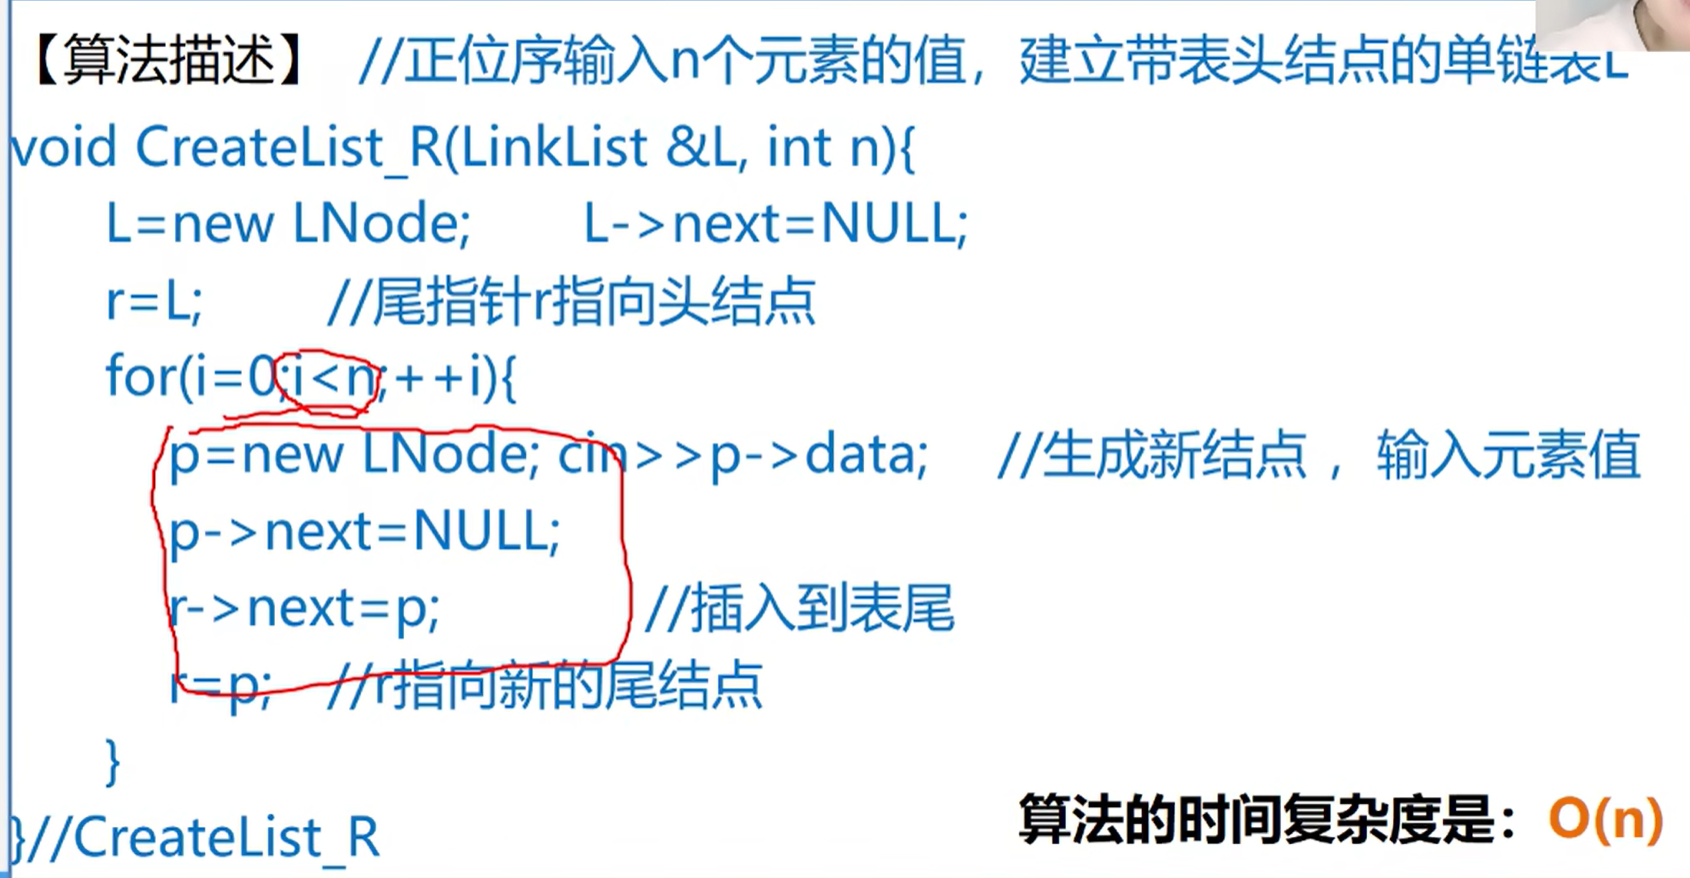 【算法描述】 //正位序输入n个元素的值，建立带表头结点的单链表L
void CreateList_R(LinkList &L, int n){
L=new LNode; L->next=NULL;
r=L; //尾指针r指向头结点
for(i=0;i<n;++i){
p=new LNode; cin>>p->data; //生成新结点，输入元素值
p->next=NULL;
r->next=p; //插入到表尾
r=p; //r指向新的尾结点
}
}//CreateList_R
算法的时间复杂度是：O(n)